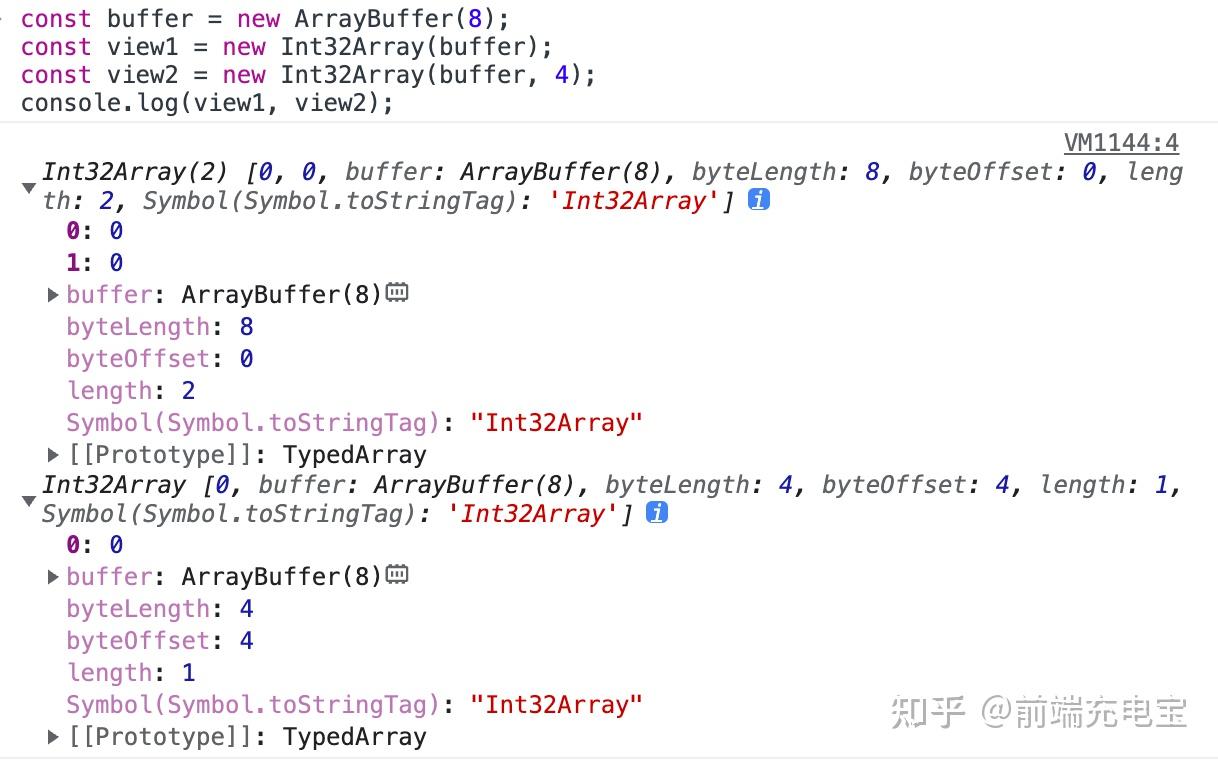 const buffer = new ArrayBuffer(8);
const view1 = new Int32Array(buffer);
const view2 = new Int32Array(buffer, 4);
console.log(view1, view2);
VM1144:4
Int32Array(2) [0, 0, buffer: ArrayBuffer(8), byteLength: 8, byteOffset: 0, leng
th: 2, Symbol(Symbol.toStringTag): 'Int32Array'] i
0: 0
1: 0
buffer: ArrayBuffer(8)
byteLength: 8
byteOffset: 0
length: 2
Symbol(Symbol.toStringTag): "Int32Array"
[[Prototype]]: TypedArray
Int32Array [0, buffer: ArrayBuffer(8), byteLength: 4, byteOffset: 4, length: 1,
Symbol(Symbol.toStringTag): 'Int32Array'] i
0: 0
buffer: ArrayBuffer(8)
byteLength: 4
byteOffset: 4
length: 1
Symbol(Symbol.toStringTag): "Int32Array"
[[Prototype]]: TypedArray
知乎 @前端充电宝